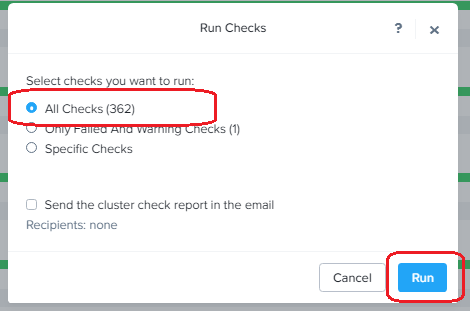 Run Checks
?
×
Select checks you want to run:
All Checks (362)
Only Failed And Warning Checks (1)
Specific Checks
Send the cluster check report in the email
Recipients: none
Cancel
Run